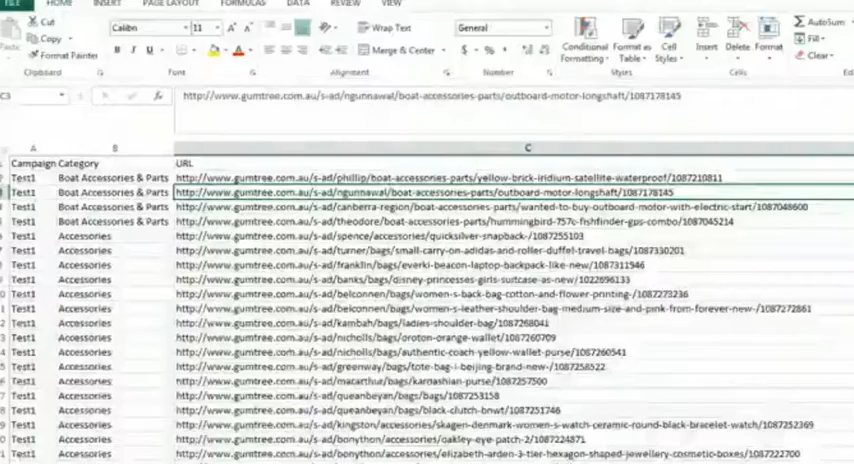 FILE HOME INSERT PAGE LAYOUT FORMULAS DATA REVIEW VIEW
Cut
Copy
Format Painter
Paste
Clipboard
Calibri 11
B I U
Font
Wrap Text
Merge & Center
Alignment
General
$ % ,
Number
Conditional Formatting
Format as Table
Cell Styles
Styles
Insert Delete Format
Cells
AutoSum
Fill
Clear
C3 fx http://www.gumtree.com.au/s-ad/ngunnawal/boat-accessories-parts/outboard-motor-longshaft/1087178145
A B C
Campaign Category URL
Test1 Boat Accessories & Parts http://www.gumtree.com.au/s-ad/phillip/boat-accessories-parts/yellow-brick-iridium-satellite-waterproof/1087210811
Test1 Boat Accessories & Parts http://www.gumtree.com.au/s-ad/ngunnawal/boat-accessories-parts/outboard-motor-longshaft/1087178145
Test1 Boat Accessories & Parts http://www.gumtree.com.au/s-ad/canberra-region/boat-accessories-parts/wanted-to-buy-outboard-motor-with-electric-start/1087048600
Test1 Boat Accessories & Parts http://www.gumtree.com.au/s-ad/theodore/boat-accessories-parts/hummingbird-757c-fishfinder-gps-combo/1087045214
Test1 Accessories http://www.gumtree.com.au/s-ad/spence/accessories/quicksilver-snapback-/1087255103
Test1 Accessories http://www.gumtree.com.au/s-ad/turner/bags/small-carry-on-adidas-and-roller-duffel-travel-bags/1087330201
Test1 Accessories http://www.gumtree.com.au/s-ad/franklin/bags/everki-beacon-laptop-backpack-like-new/1087311946
Test1 Accessories http://www.gumtree.com.au/s-ad/banks/bags/disney-princesses-girls-suitcase-as-new/1022696133
Test1 Accessories http://www.gumtree.com.au/s-ad/belconnen/bags/women-s-back-bag-cotton-and-flower-printing-/1087273236
Test1 Accessories http://www.gumtree.com.au/s-ad/belconnen/bags/women-s-leather-shoulder-bag-medium-size-and-pink-from-forever-new-/1087272861
Test1 Accessories http://www.gumtree.com.au/s-ad/kambah/bags/ladies-shoulder-bag/1087268041
Test1 Accessories http://www.gumtree.com.au/s-ad/nicholls/bags/oroton-orange-wallet/1087260709
Test1 Accessories http://www.gumtree.com.au/s-ad/nicholls/bags/authentic-coach-yellow-wallet-purse/1087260541
Test1 Accessories http://www.gumtree.com.au/s-ad/greenway/bags/tote-bag-i-beijing-brand-new-/1087258522
Test1 Accessories http://www.gumtree.com.au/s-ad/macarthur/bags/kardashian-purse/1087257500
Test1 Accessories http://www.gumtree.com.au/s-ad/queanbeyan/bags/bags/1087253158
Test1 Accessories http://www.gumtree.com.au/s-ad/queanbeyan/bags/black-clutch-bnwt/1087251746
Test1 Accessories http://www.gumtree.com.au/s-ad/kingston/accessories/skagen-denmark-women-s-watch-ceramic-round-black-bracelet-watch/1087252369
Test1 Accessories http://www.gumtree.com.au/s-ad/bonython/accessories/oakley-eye-patch-2/1087224871
Test1 Accessories http://www.gumtree.com.au/s-ad/bonython/accessories/elizabeth-arden-3-tier-hexagon-shaped-jewellery-cosmetic-boxes/1087222700